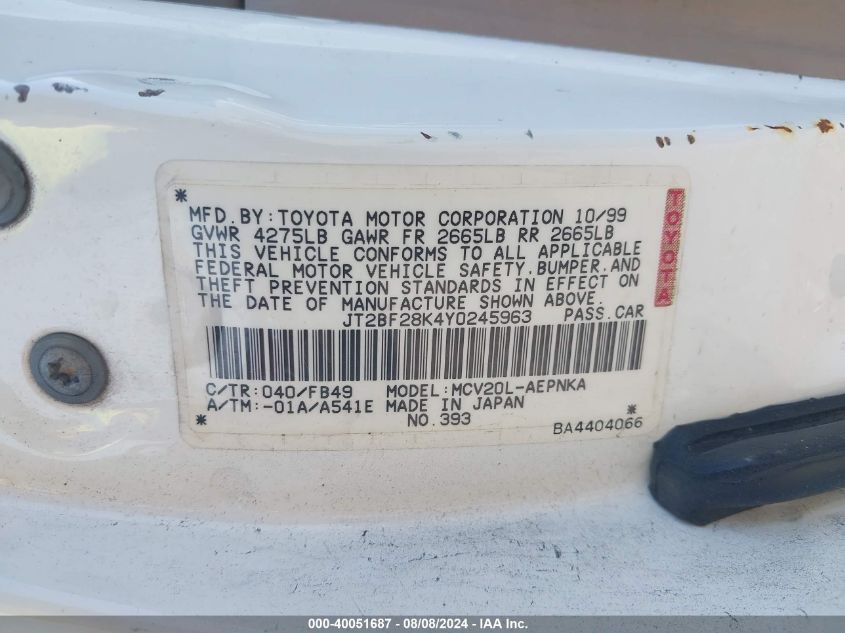 MFD.BY:TOYOTA MOTOR CORPORATION 10/99
GVWR 4275LB GAWR FR 2665LB RR 2665LB
THIS VEHICLE CONFORMS TO ALL APPLICABLE
FEDERAL MOTOR VEHICLE SAFETY,BUMPER,AND
THEFT PREVENTION STANDARDS IN EFFECT ON
THE DATE OF MANUFACTURE SHOWN ABOVE.
JT2BF28K4Y0245963 PASS.CAR
C/TR:040/FB49 MODEL:MCV20L-AEPNKA
A/TM:-01A/A541E MADE IN JAPAN
NO.393
BA4404066
TOYOTA
000-40051687 - 08/08/2024 - IAA Inc.